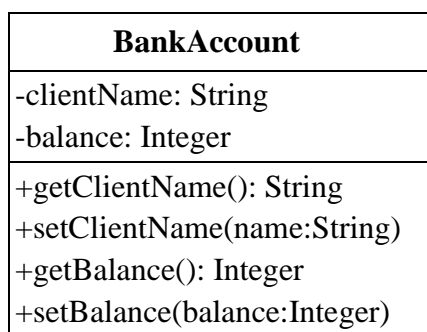 BankAccount
-clientName: String
-balance: Integer
+getClientName(): String
+setClientName(name:String)
+getBalance(): Integer
+setBalance(balance:Integer)